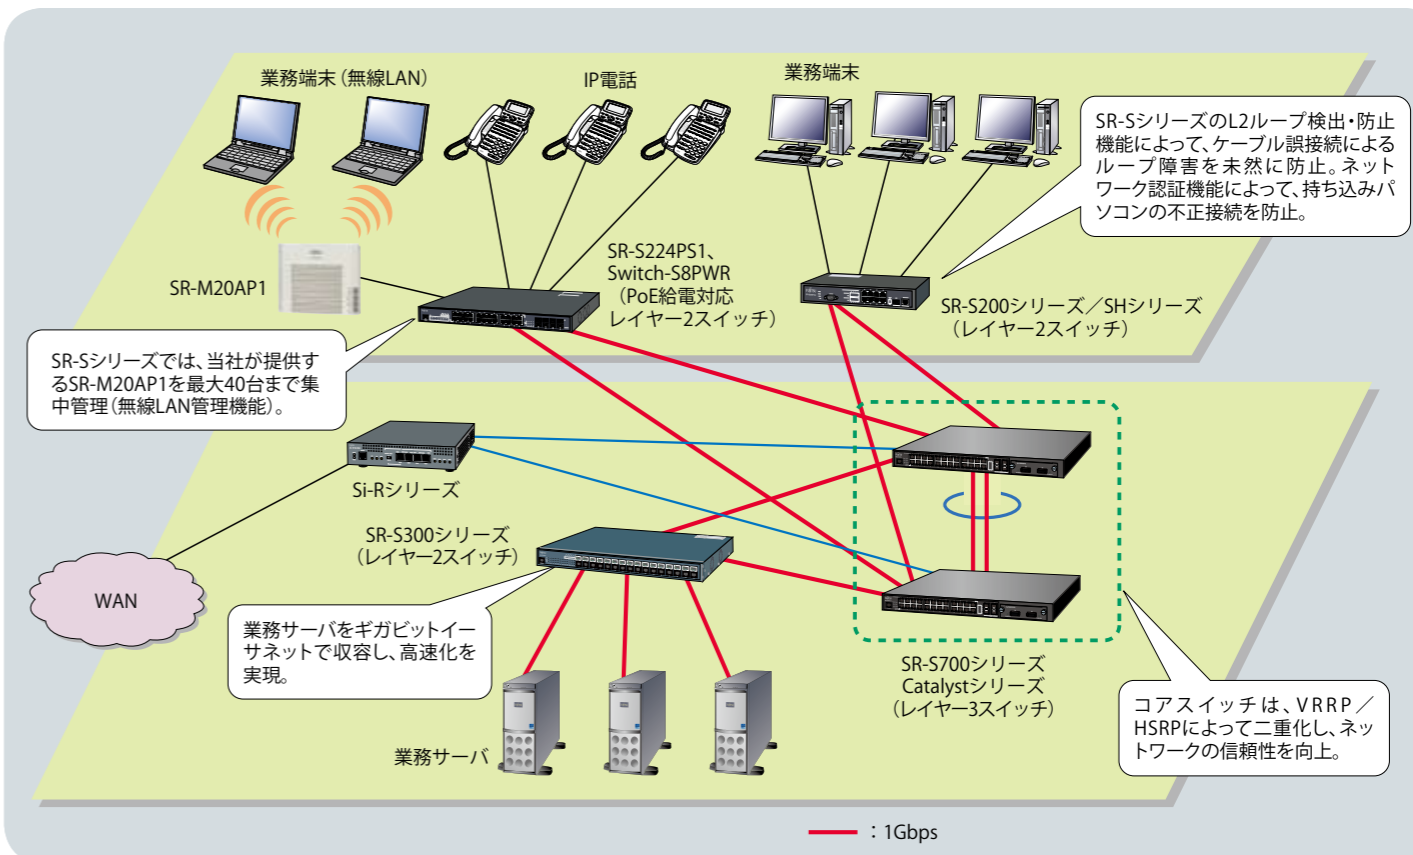 業務端末（無線LAN）
IP電話
業務端末
SR-SシリーズのL2ループ検出・防止
機能によって、ケーブル誤接続による
ループ障害を未然に防止。ネット
ワーク認証機能によって、持ち込みパ
ソコンの不正接続を防止。
SR-M20AP1
SR-S224PS1、
Switch-S8PWR
（PoE給電対応
レイヤー2スイッチ）
SR-S200シリーズ／SHシリーズ
（レイヤー2スイッチ）
SR-Sシリーズでは、当社が提供す
るSR-M20AP1を最大40台まで集
中管理（無線LAN管理機能）。
Si-Rシリーズ
SR-S300シリーズ
（レイヤー2スイッチ）
WAN
業務サーバをギガビットイー
サネットで収容し、高速化を
実現。
SR-S700シリーズ
Catalystシリーズ
（レイヤー3スイッチ）
コアスイッチは、VRRP／
HSRPによって二重化し、ネッ
トワークの信頼性を向上。
業務サーバ
：1Gbps